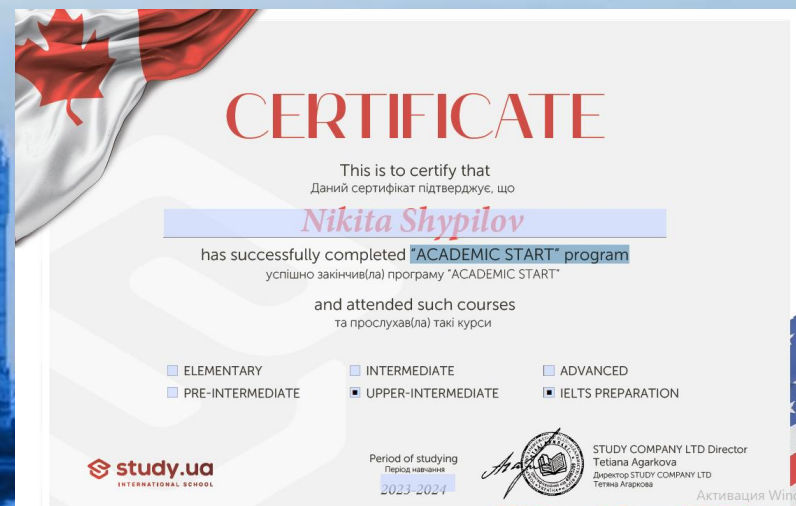 CERTIFICATE
This is to certify that
Даний сертифікат підтверджує, що
Nikita Shypilov
has successfully completed "ACADEMIC START" program
успішно закінчив(ла) програму "ACADEMIC START"
and attended such courses
та прослухав(ла) такі курси
ELEMENTARY INTERMEDIATE ADVANCED
PRE-INTERMEDIATE UPPER-INTERMEDIATE IELTS PREPARATION
study.ua
INTERNATIONAL SCHOOL
Period of studying
Період навчання
2023-2024
STUDY COMPANY LTD Director
Tetiana Agarkova
Директор STUDY COMPANY LTD
Тетяна Агаркова
Активация Wind